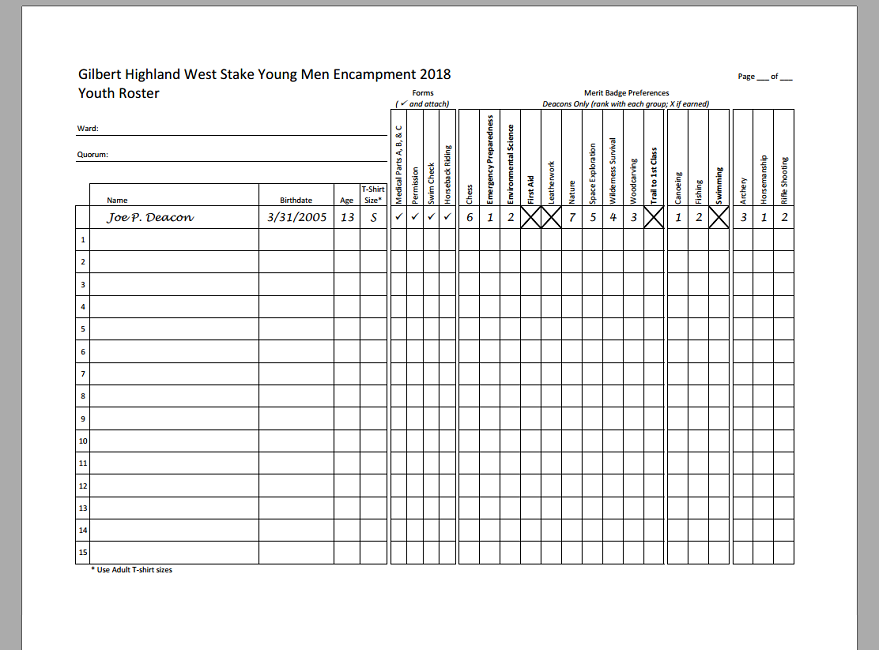 Gilbert Highland West Stake Young Men Encampment 2018
Page ___ of ___
Youth Roster
Forms
Merit Badge Preferences
( ✓ and attach)
Deacons Only (rank with each group; X if earned)
Ward:
Quorum:
Name
Birthdate
Age
T-Shirt
Size*
Medical Parts A, B, & C
Permission
Swim Check
Horseback Riding
Chess
Emergency Preparedness
Environmental Science
First Aid
Leatherwork
Nature
Space Exploration
Wilderness Survival
Woodcarving
Trail to 1st Class
Canoeing
Fishing
Swimming
Archery
Horsemanship
Rifle Shooting
Joe P. Deacon 3/31/2005 13 S ✓ ✓ ✓ ✓ 6 1 2 X X 7 5 4 3 X 1 2 X 3 1 2
1
2
3
4
5
6
7
8
9
10
11
12
13
14
15
* Use Adult T-shirt sizes